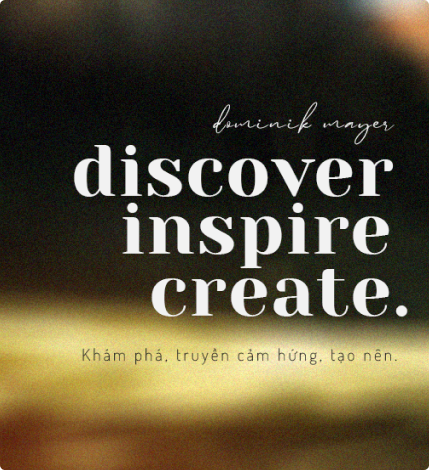 dominik mayer
discover
inspire
create.
Khám phá, truyền cảm hứng, tạo nên.